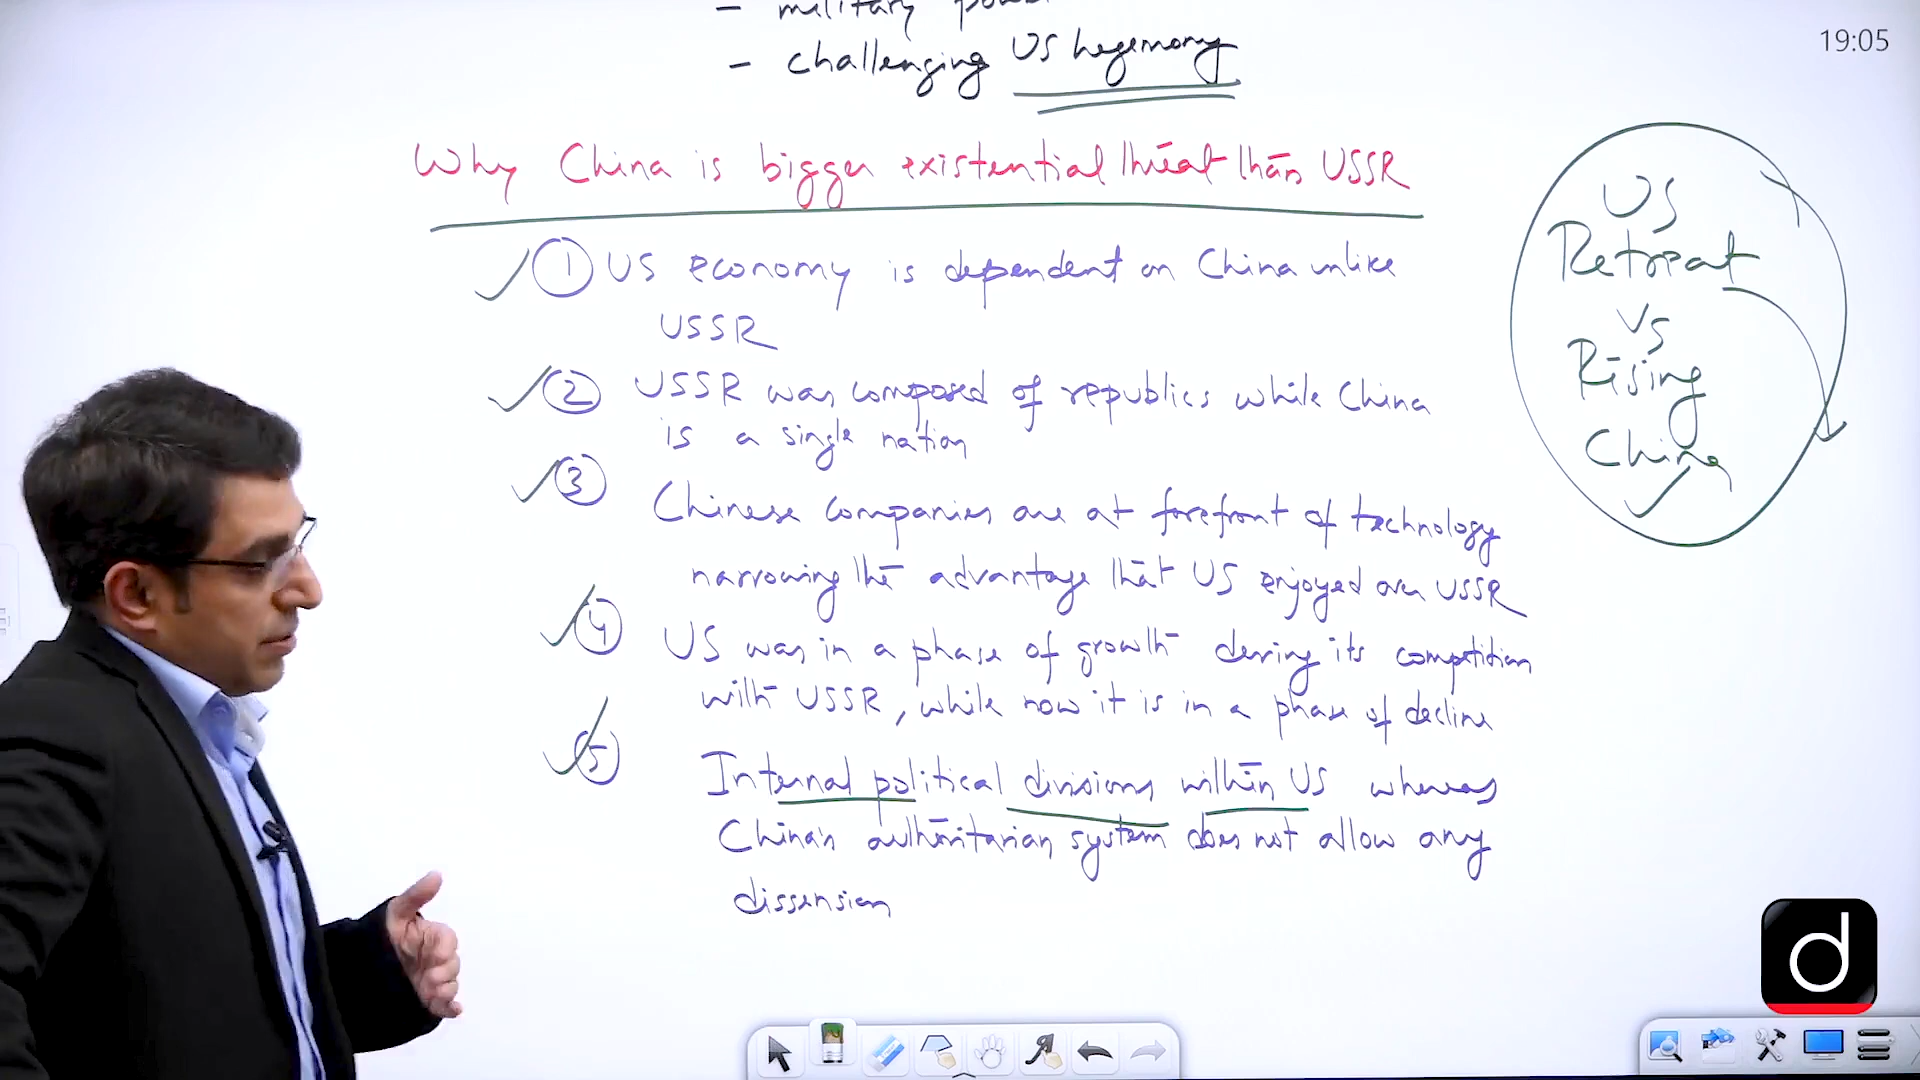 - military power
- challenging US hegemony
19:05
Why China is bigger existential threat than USSR
① US economy is dependent on China unlike
USSR
② USSR was composed of republics while China
is a single nation
③ Chinese companies are at forefront of technology
narrowing the advantage that US enjoyed over USSR
④ US was in a phase of growth during its competition
with USSR, while now it is in a phase of decline
⑤ Internal political divisions within US whereas
China's authoritarian system does not allow any
dissension
US
Retreat
vs
Rising
China
d